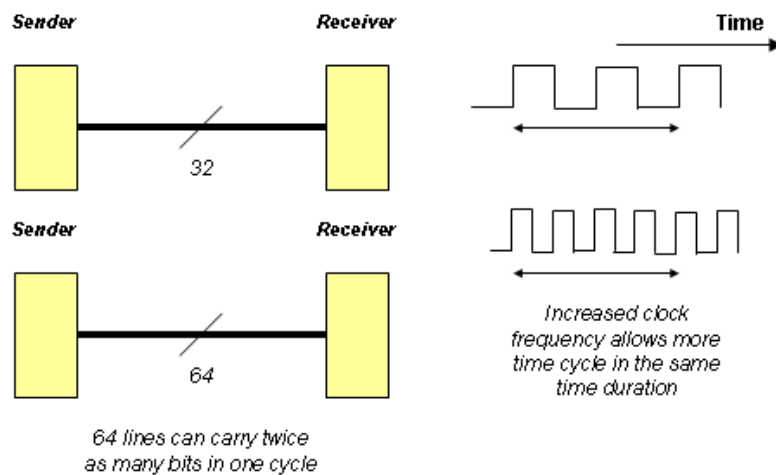 Sender Receiver
32
Sender Receiver
64
64 lines can carry twice
as many bits in one cycle
Time
Increased clock
frequency allows more
time cycle in the same
time duration